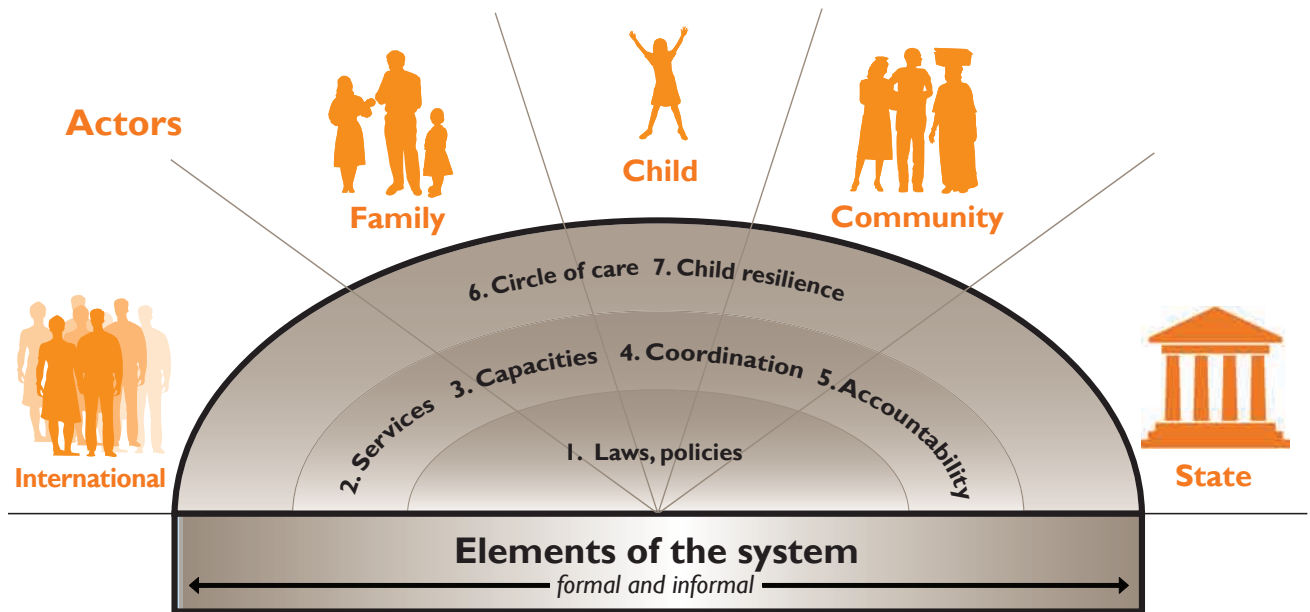 Actors
International
Family
Child
Community
State
6. Circle of care
7. Child resilience
2. Services
3. Capacities
4. Coordination
5. Accountability
1. Laws, policies
Elements of the system
formal and informal